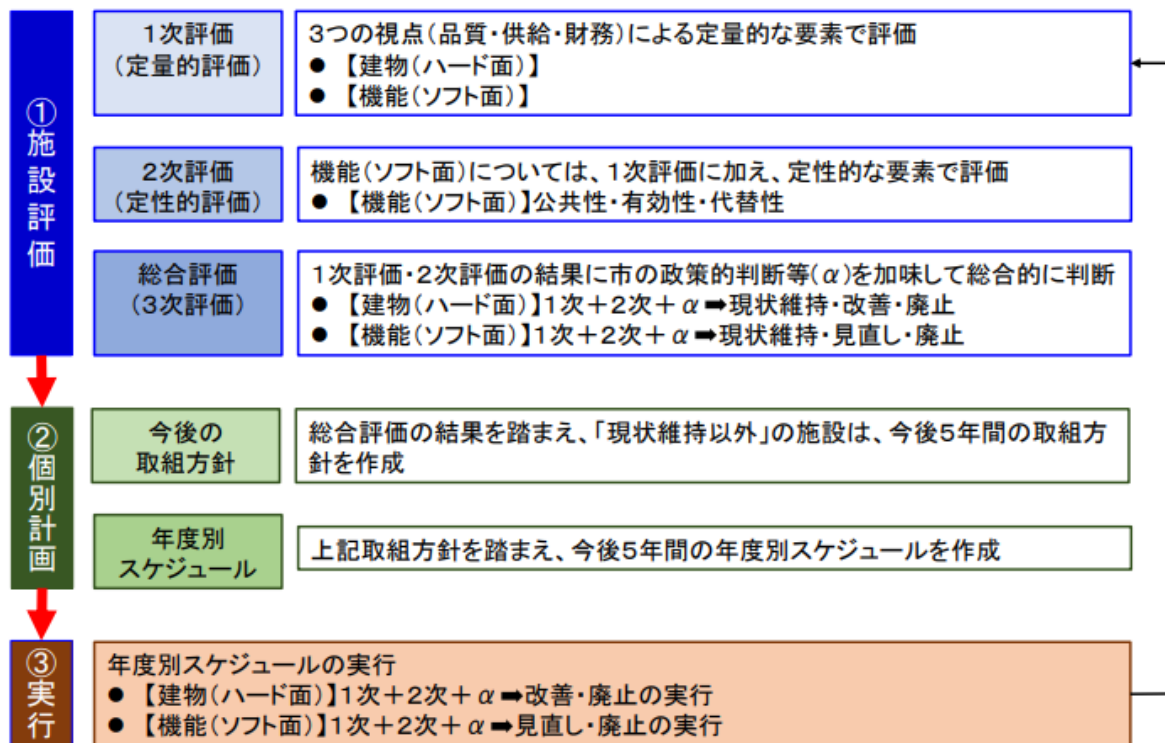 ①施設評価
1次評価
(定量的評価)
3つの視点(品質・供給・財務)による定量的な要素で評価
● 【建物(ハード面)】
● 【機能(ソフト面)】
2次評価
(定性的評価)
機能(ソフト面)については、1次評価に加え、定性的な要素で評価
● 【機能(ソフト面)】公共性・有効性・代替性
総合評価
(3次評価)
1次評価・2次評価の結果に市の政策的判断等(α)を加味して総合的に判断
● 【建物(ハード面)】1次+2次+α➡現状維持・改善・廃止
● 【機能(ソフト面)】1次+2次+α➡現状維持・見直し・廃止
②個別計画
今後の
取組方針
総合評価の結果を踏まえ、「現状維持以外」の施設は、今後5年間の取組方
針を作成
年度別
スケジュール
上記取組方針を踏まえ、今後5年間の年度別スケジュールを作成
③実行
年度別スケジュールの実行
● 【建物(ハード面)】1次+2次+α➡改善・廃止の実行
● 【機能(ソフト面)】1次+2次+α➡見直し・廃止の実行